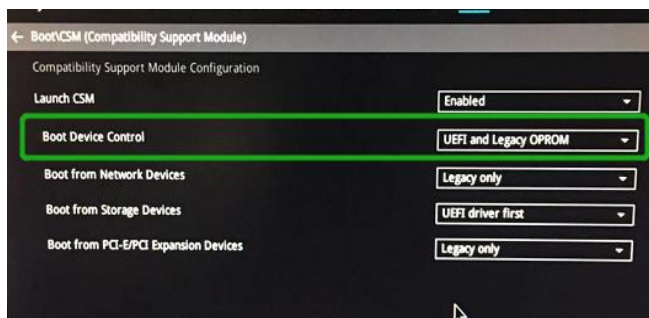 ← Boot\CSM (Compatibility Support Module)
Compatibility Support Module Configuration
Launch CSM Enabled
Boot Device Control UEFI and Legacy OPROM
Boot from Network Devices Legacy only
Boot from Storage Devices UEFI driver first
Boot from PCI-E/PCI Expansion Devices Legacy only